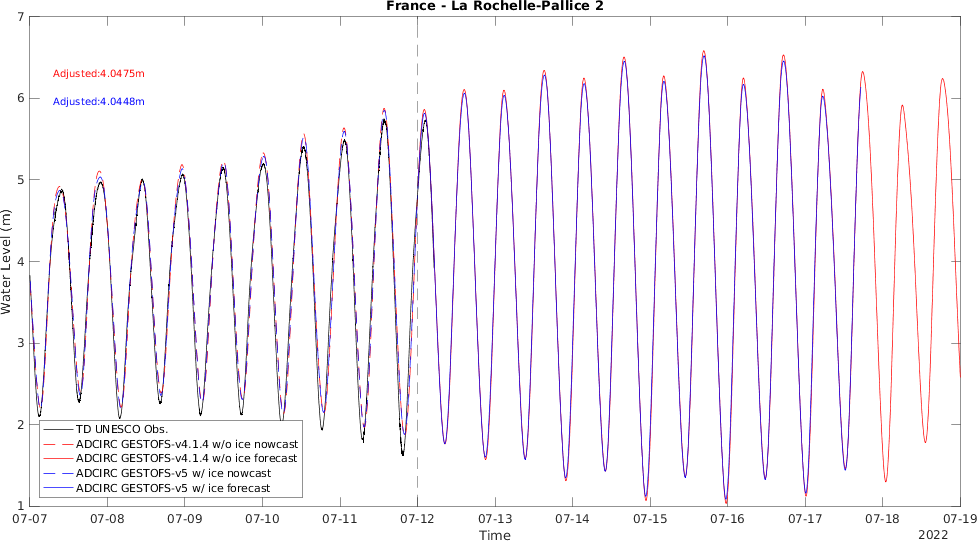 France - La Rochelle-Pallice 2
7
6
5
4
3
2
1
Water Level (m)
Adjusted:4.0475m
Adjusted:4.0448m
TD UNESCO Obs.
ADCIRC GESTOFS-v4.1.4 w/o ice nowcast
ADCIRC GESTOFS-v4.1.4 w/o ice forecast
ADCIRC GESTOFS-v5 w/ ice nowcast
ADCIRC GESTOFS-v5 w/ ice forecast
07-07 07-08 07-09 07-10 07-11 07-12 07-13 07-14 07-15 07-16 07-17 07-18 07-19
Time
2022